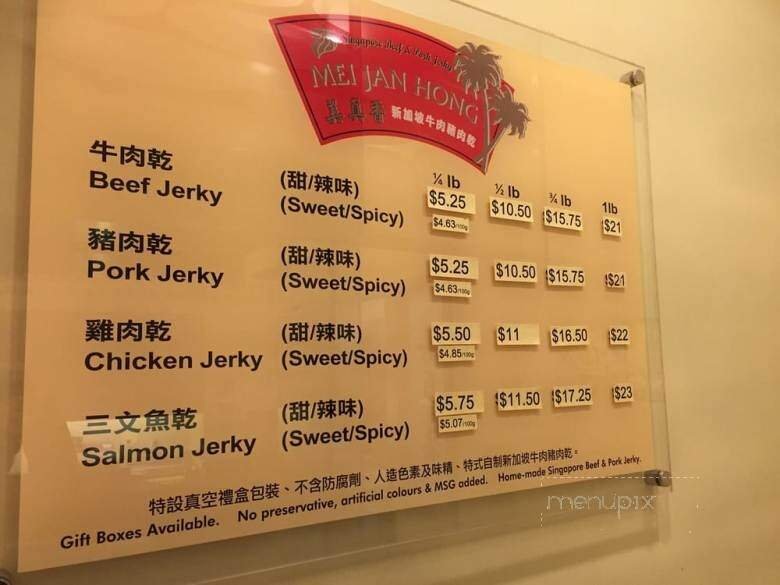 Singapore Beef & Pork Jerky
MEI JAN HONG
美真香 新加坡牛肉豬肉乾
¼ lb ½ lb ¾ lb 1lb
牛肉乾 (甜/辣味)
Beef Jerky (Sweet/Spicy) $5.25 $10.50 $15.75 $21
$4.63/100g
豬肉乾 (甜/辣味)
Pork Jerky (Sweet/Spicy) $5.25 $10.50 $15.75 $21
$4.63/100g
雞肉乾 (甜/辣味)
Chicken Jerky (Sweet/Spicy) $5.50 $11 $16.50 $22
$4.85/100g
三文魚乾 (甜/辣味)
Salmon Jerky (Sweet/Spicy) $5.75 $11.50 $17.25 $23
$5.07/100g
特設真空禮盒包裝、不含防腐劑、人造色素及味精、特式自制新加坡牛肉豬肉乾。
Gift Boxes Available. No preservative, artificial colours & MSG added. Home-made Singapore Beef & Pork Jerky.
menupix